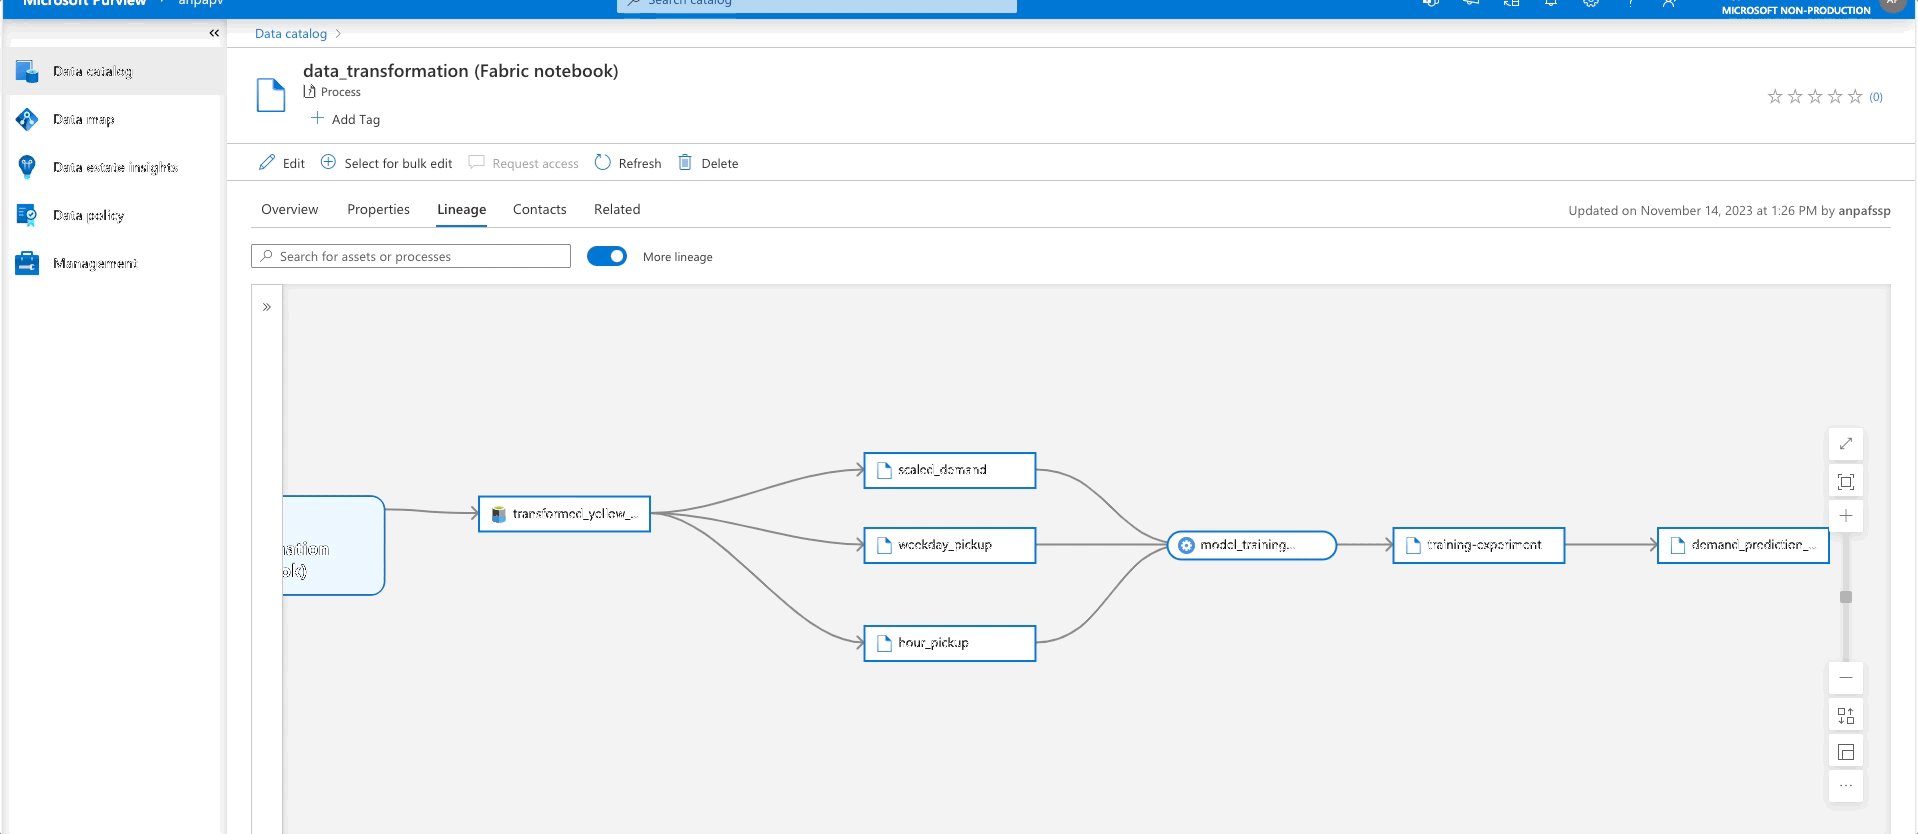 Microsoft Purview
anpapv
Search catalog
MICROSOFT NON-PRODUCTION
AP
Data catalog
Data map
Data estate insights
Data policy
Management
Data catalog
data_transformation (Fabric notebook)
Process
Add Tag
(0)
Edit
Select for bulk edit
Request access
Refresh
Delete
Overview
Properties
Lineage
Contacts
Related
Updated on November 14, 2023 at 1:26 PM by anpafssp
Search for assets or processes
More lineage
scaled_demand
transformed_yellow_...
weekday_pickup
model_training...
training-experiment
demand_prediction_...
mation
ok)
hour_pickup